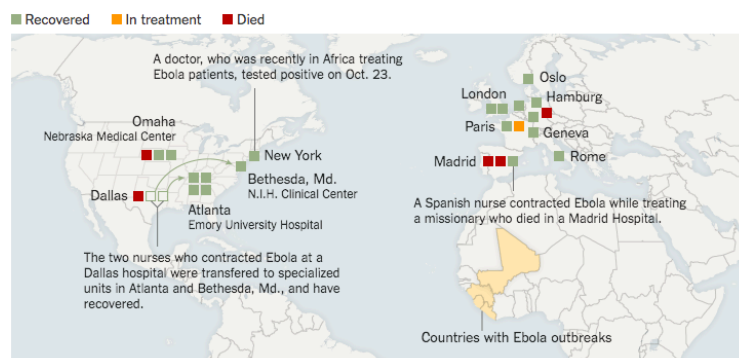 Recovered In treatment Died
A doctor, who was recently in Africa treating
Ebola patients, tested positive on Oct. 23.
Omaha
Nebraska Medical Center
New York
Bethesda, Md.
N.I.H. Clinical Center
Dallas
Atlanta
Emory University Hospital
The two nurses who contracted Ebola at a
Dallas hospital were transfered to specialized
units in Atlanta and Bethesda, Md., and have
recovered.
Oslo
London
Hamburg
Paris
Geneva
Madrid
Rome
A Spanish nurse contracted Ebola while treating
a missionary who died in a Madrid Hospital.
Countries with Ebola outbreaks